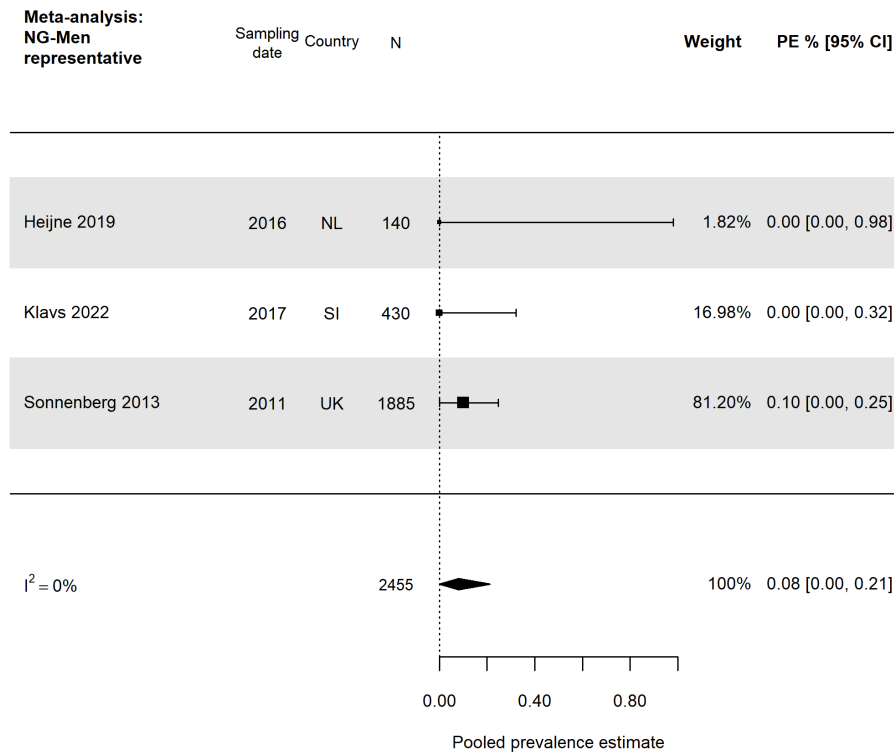 Meta-analysis:
NG-Men
representative
Sampling
date
Country
N
Weight
PE % [95% CI]
Heijne 2019 2016 NL 140 1.82% 0.00 [0.00, 0.98]
Klavs 2022 2017 SI 430 16.98% 0.00 [0.00, 0.32]
Sonnenberg 2013 2011 UK 1885 81.20% 0.10 [0.00, 0.25]
I² = 0% 2455 100% 0.08 [0.00, 0.21]
0.00 0.40 0.80
Pooled prevalence estimate